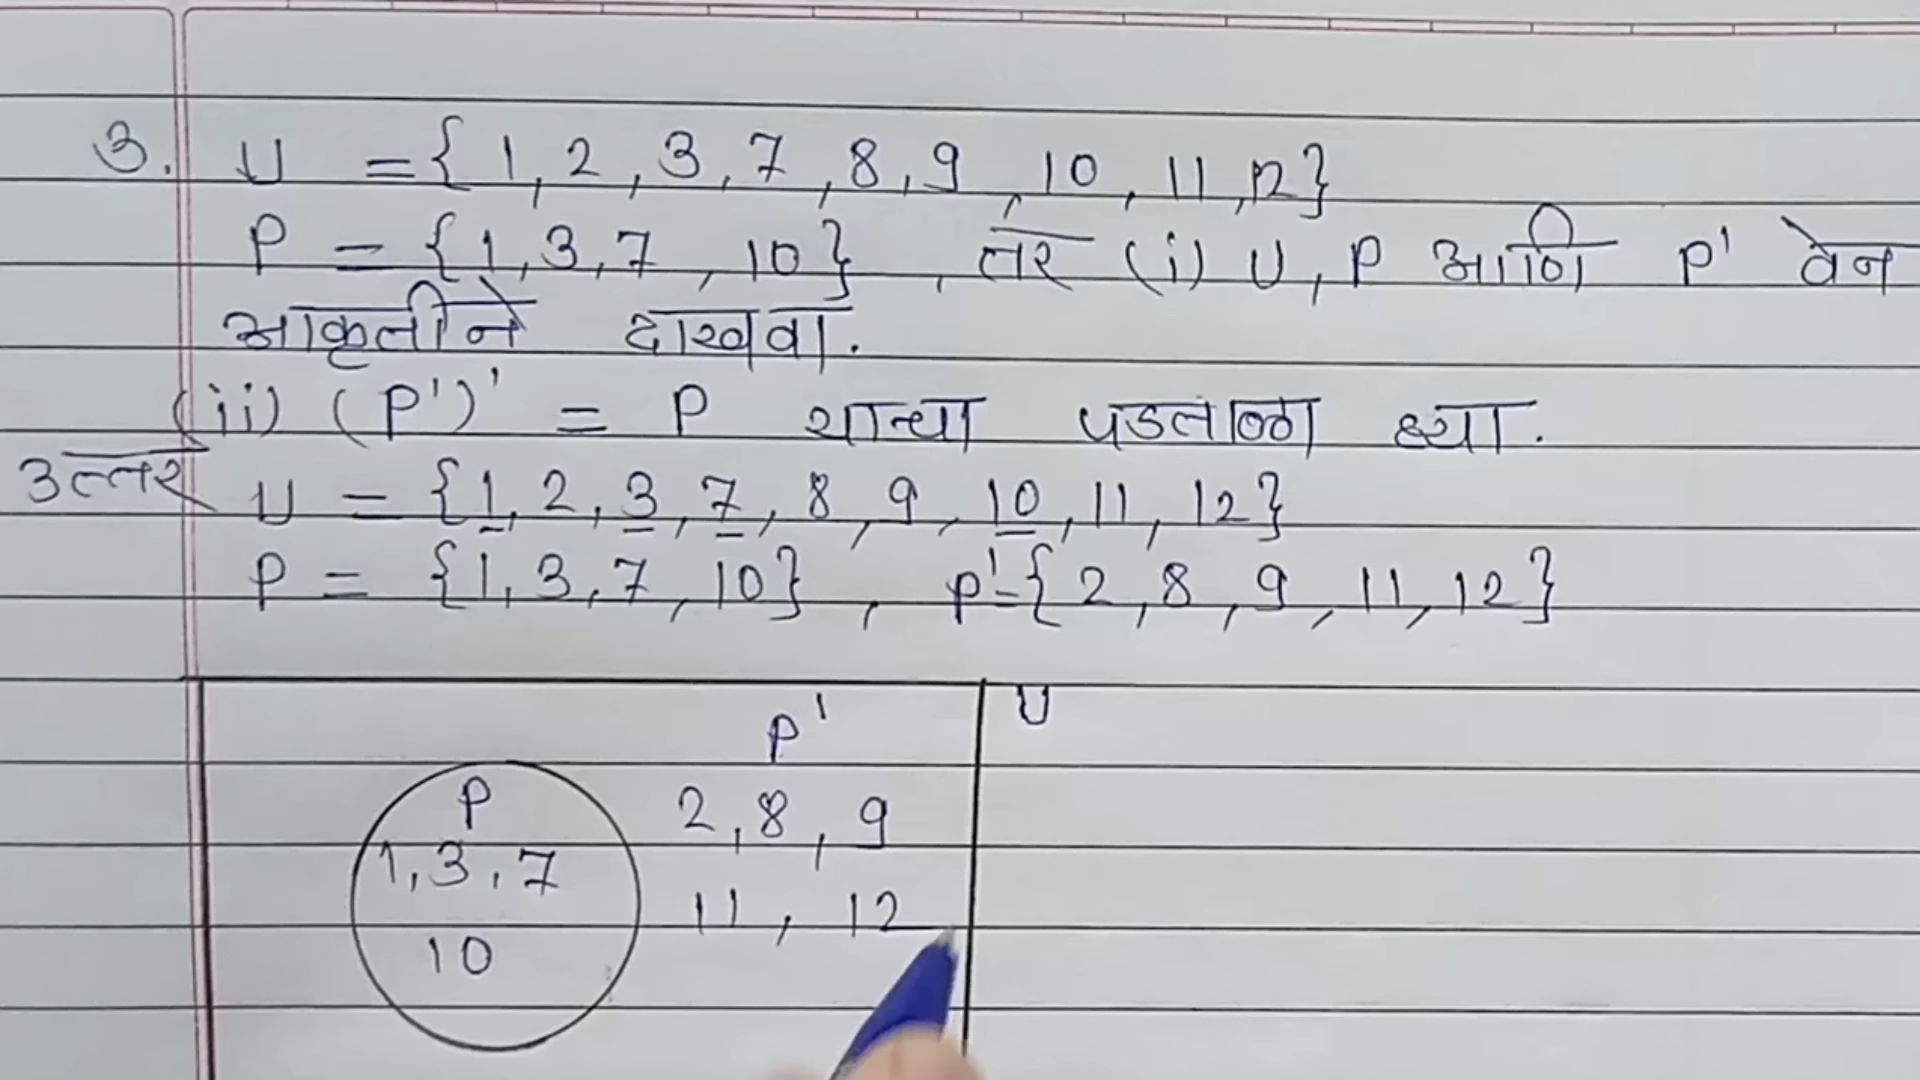 3. U = { 1, 2, 3, 7, 8, 9, 10, 11, 12}
P = {1, 3, 7, 10}, तर (i) U, P आणि P' वेन
आकृतीने दाखवा.
(ii) (P')' = P याचा पडताळा घ्या.
उत्तर U = {1, 2, 3, 7, 8, 9, 10, 11, 12}
P = {1, 3, 7, 10}, P'={2, 8, 9, 11, 12}
P' U
P 2, 8, 9
1, 3, 7
11, 12
10